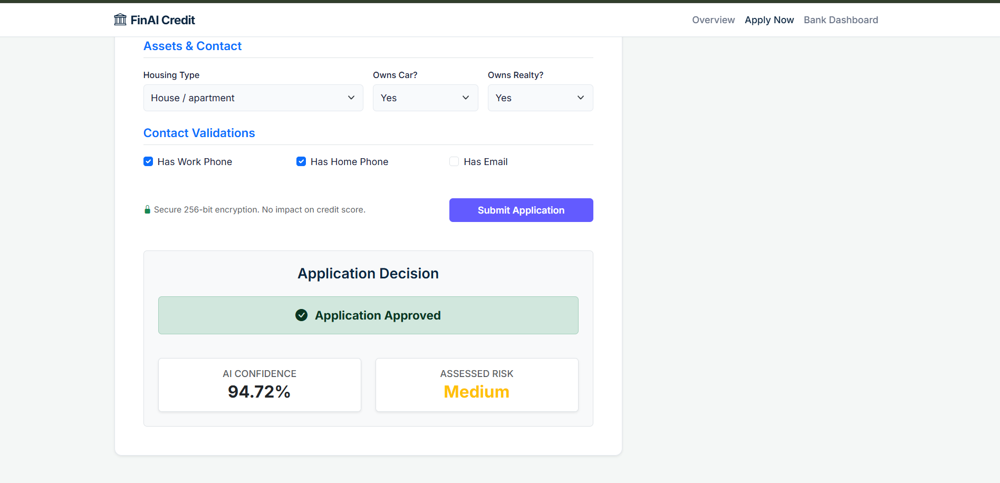 FinAI Credit
Overview Apply Now Bank Dashboard
Assets & Contact
Housing Type Owns Car? Owns Realty?
House / apartment Yes Yes
Contact Validations
Has Work Phone Has Home Phone Has Email
Secure 256-bit encryption. No impact on credit score.
Submit Application
Application Decision
Application Approved
AI CONFIDENCE ASSESSED RISK
94.72% Medium